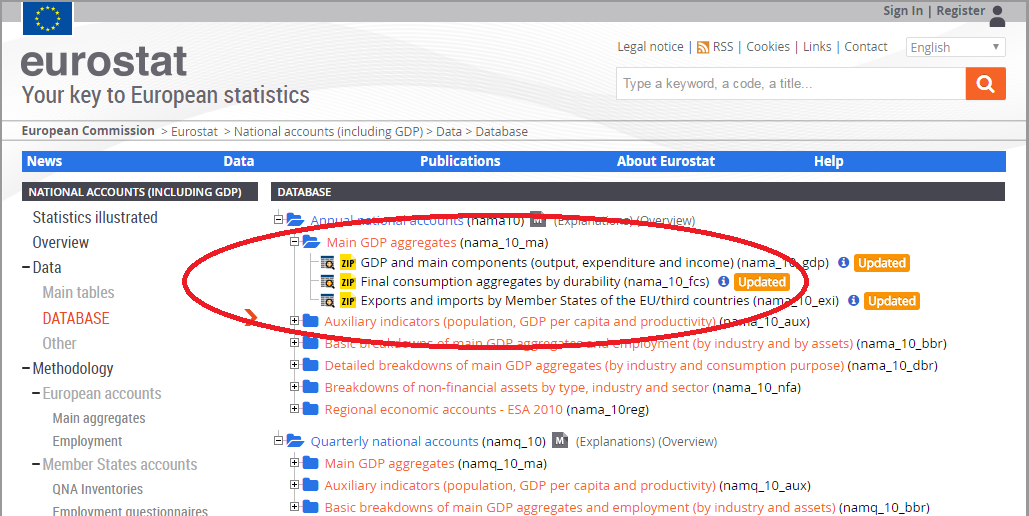 Sign In | Register
eurostat
Your key to European statistics
Legal notice | RSS | Cookies | Links | Contact
English
Type a keyword, a code, a title...
European Commission > Eurostat > National accounts (including GDP) > Data > Database
News Data Publications About Eurostat Help
NATIONAL ACCOUNTS (INCLUDING GDP)
Statistics illustrated
Overview
Data
Main tables
DATABASE
Other
Methodology
European accounts
Main aggregates
Employment
Member States accounts
QNA Inventories
Employment questionnaires
DATABASE
Annual national accounts (nama10) M (Explanations) (Overview)
Main GDP aggregates (nama_10_ma)
ZIP GDP and main components (output, expenditure and income) (nama_10_gdp) i Updated
ZIP Final consumption aggregates by durability (nama_10_fcs) i Updated
ZIP Exports and imports by Member States of the EU/third countries (nama_10_exi) i Updated
Auxiliary indicators (population, GDP per capita and productivity) (nama_10_aux)
Basic breakdowns of main GDP aggregates and employment (by industry and by assets) (nama_10_bbr)
Detailed breakdowns of main GDP aggregates (by industry and consumption purpose) (nama_10_dbr)
Breakdowns of non-financial assets by type, industry and sector (nama_10_nfa)
Regional economic accounts - ESA 2010 (nama_10reg)
Quarterly national accounts (namq_10) M (Explanations) (Overview)
Main GDP aggregates (namq_10_ma)
Auxiliary indicators (population, GDP per capita and productivity) (namq_10_aux)
Basic breakdowns of main GDP aggregates and employment (by industry and by assets) (namq_10_bbr)